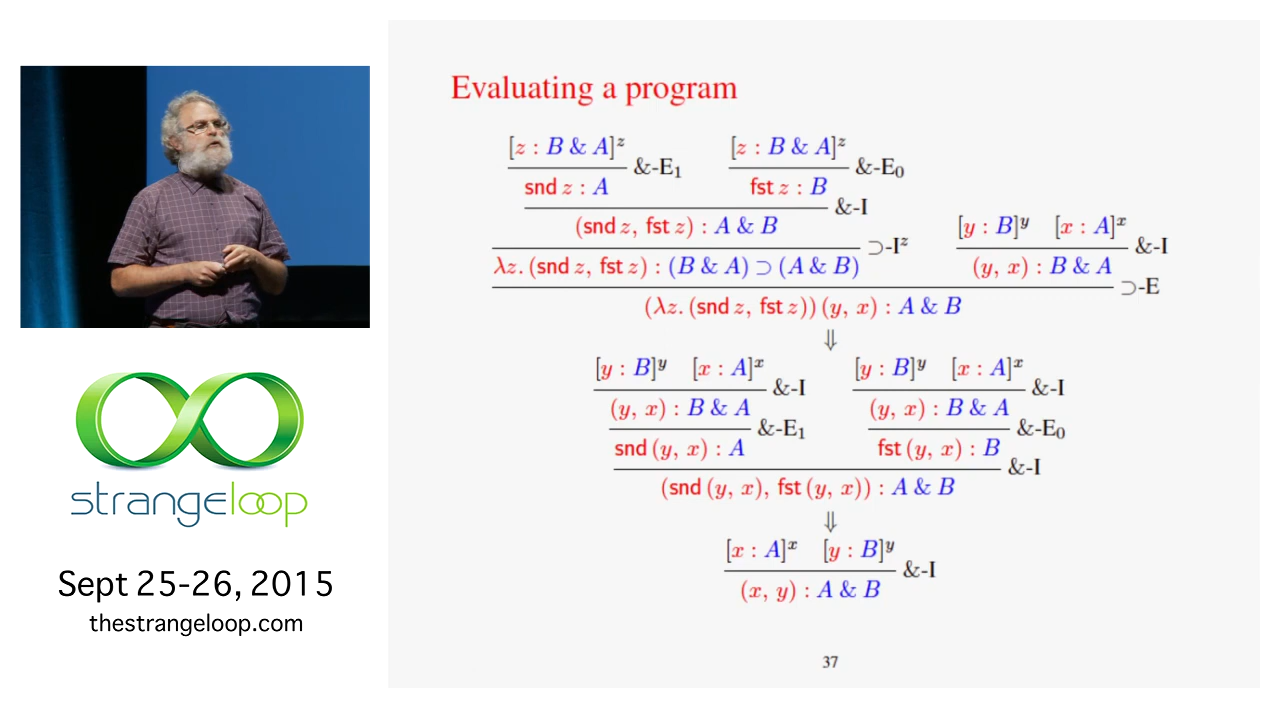 Evaluating a program
[z : B & A]ᶻ [z : B & A]ᶻ
&-E₁ &-E₀
snd z : A fst z : B
&-I
(snd z, fst z) : A & B [y : B]ʸ [x : A]ˣ
⊃-Iᶻ &-I
λz. (snd z, fst z) : (B & A) ⊃ (A & B) (y, x) : B & A
⊃-E
(λz. (snd z, fst z)) (y, x) : A & B
⇓
[y : B]ʸ [x : A]ˣ [y : B]ʸ [x : A]ˣ
&-I &-I
(y, x) : B & A (y, x) : B & A
&-E₁ &-E₀
snd (y, x) : A fst (y, x) : B
&-I
(snd (y, x), fst (y, x)) : A & B
⇓
[x : A]ˣ [y : B]ʸ
&-I
(x, y) : A & B
37
strangeloop
Sept 25-26, 2015
thestrangeloop.com